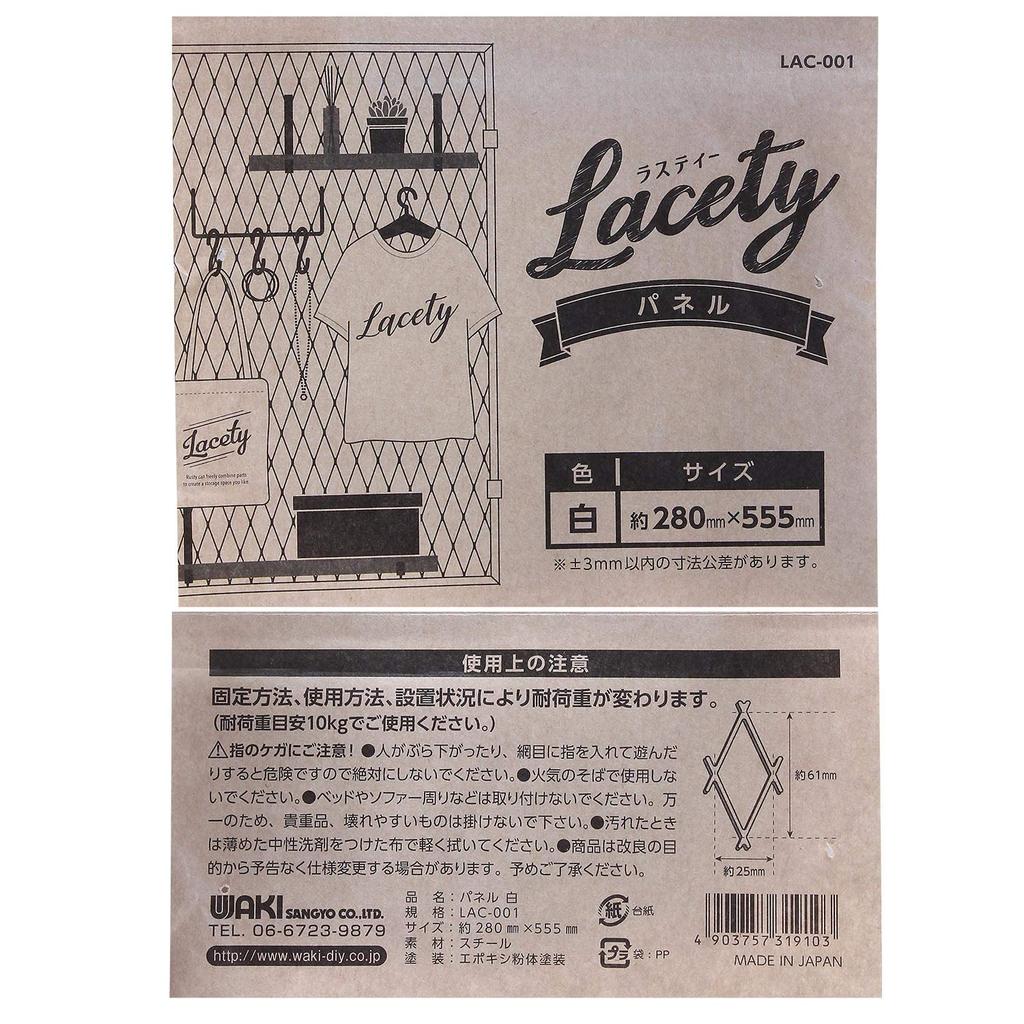 LAC-001
ラスティー
Lacety
パネル
Lacety
Lacety
Rusty can freely combine parts
to create a storage space you like.
色 サイズ
白 約280mm×555mm
※±3mm以内の寸法公差があります。
使用上の注意
固定方法、使用方法、設置状況により耐荷重が変わります。
(耐荷重目安10kgでご使用ください。)
⚠指のケガにご注意!●人がぶら下がったり、網目に指を入れて遊んだ
りすると危険ですので絶対にしないでください。●火気のそばで使用しな
いでください。●ベッドやソファー周りなどは取り付けないでください。万
一のため、貴重品、壊れやすいものは掛けないで下さい。●汚れたとき
は薄めた中性洗剤をつけた布で軽く拭いてください。●商品は改良の目
的から予告なく仕様変更する場合があります。予めご了承ください。
約61mm
約25mm
WAKI SANGYO CO.,LTD.
TEL. 06-6723-9879
http://www.waki-diy.co.jp
品 名:パネル 白
規 格:LAC-001
サイズ:約280㎜×555㎜
素 材:スチール
塗 装:エポキシ粉体塗装
紙 台紙
プラ 袋:PP
4 903757 319103
MADE IN JAPAN